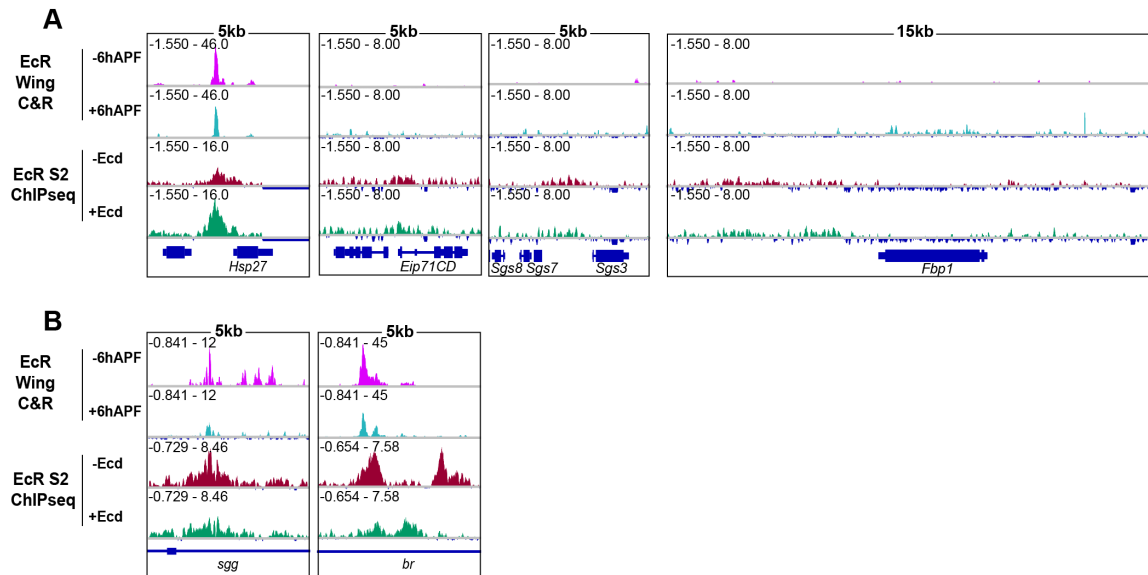 A
5kb
5kb
5kb
15kb
EcR
Wing
C&R
-6hAPF
-1.550 - 46.0
-1.550 - 8.00
-1.550 - 8.00
-1.550 - 8.00
+6hAPF
-1.550 - 46.0
-1.550 - 8.00
-1.550 - 8.00
-1.550 - 8.00
EcR S2
ChIPseq
-Ecd
-1.550 - 16.0
-1.550 - 8.00
-1.550 - 8.00
-1.550 - 8.00
+Ecd
-1.550 - 16.0
-1.550 - 8.00
-1.550 - 8.00
-1.550 - 8.00
Hsp27
Eip71CD
Sgs8 Sgs7 Sgs3
Fbp1
B
5kb
5kb
EcR
Wing
C&R
-6hAPF
-0.841 - 12
-0.841 - 45
+6hAPF
-0.841 - 12
-0.841 - 45
EcR S2
ChIPseq
-Ecd
-0.729 - 8.46
-0.654 - 7.58
+Ecd
-0.729 - 8.46
-0.654 - 7.58
sgg
br